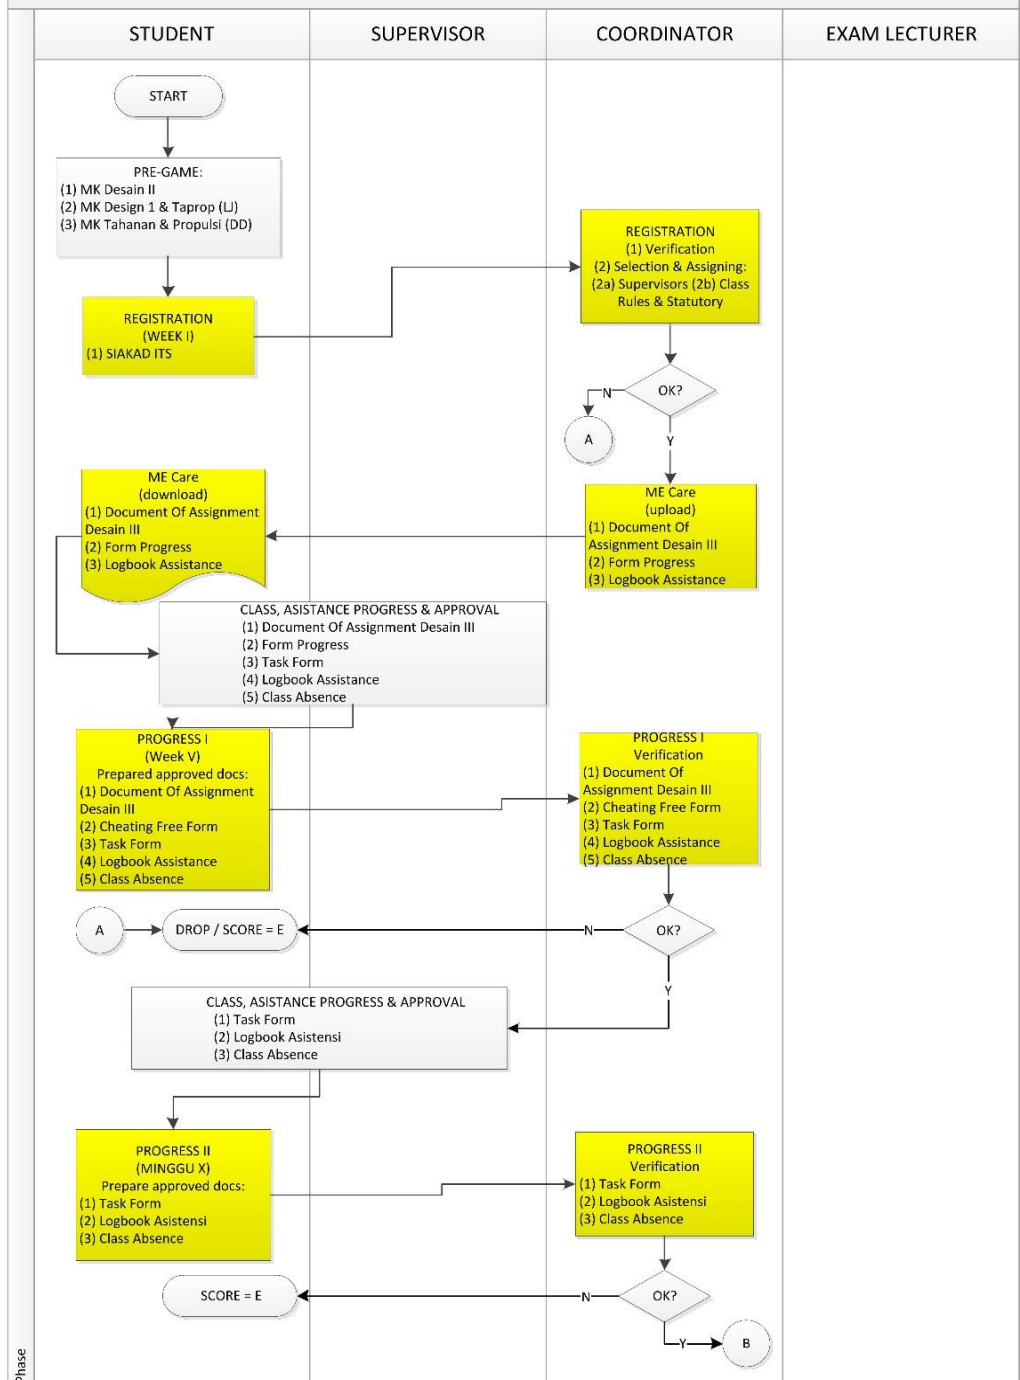 STUDENT
SUPERVISOR
COORDINATOR
EXAM LECTURER
START
PRE-GAME:
(1) MK Desain II
(2) MK Design 1 & Taprop (LJ)
(3) MK Tahanan & Propulsi (DD)
REGISTRATION
(WEEK I)
(1) SIAKAD ITS
REGISTRATION
(1) Verification
(2) Selection & Assigning:
(2a) Supervisors (2b) Class
Rules & Statutory
OK?
N
A
Y
ME Care
(upload)
(1) Document Of
Assignment Desain III
(2) Form Progress
(3) Logbook Assistance
ME Care
(download)
(1) Document Of Assignment
Desain III
(2) Form Progress
(3) Logbook Assistance
CLASS, ASISTANCE PROGRESS & APPROVAL
(1) Document Of Assignment Desain III
(2) Form Progress
(3) Task Form
(4) Logbook Assistance
(5) Class Absence
PROGRESS I
(Week V)
Prepared approved docs:
(1) Document Of Assignment
Desain III
(2) Cheating Free Form
(3) Task Form
(4) Logbook Assistance
(5) Class Absence
PROGRESS I
Verification
(1) Document Of
Assignment Desain III
(2) Cheating Free Form
(3) Task Form
(4) Logbook Assistance
(5) Class Absence
A
DROP / SCORE = E
N
OK?
Y
CLASS, ASISTANCE PROGRESS & APPROVAL
(1) Task Form
(2) Logbook Asistensi
(3) Class Absence
PROGRESS II
(MINGGU X)
Prepare approved docs:
(1) Task Form
(2) Logbook Asistensi
(3) Class Absence
PROGRESS II
Verification
(1) Task Form
(2) Logbook Asistensi
(3) Class Absence
SCORE = E
N
OK?
Y
B
Phase